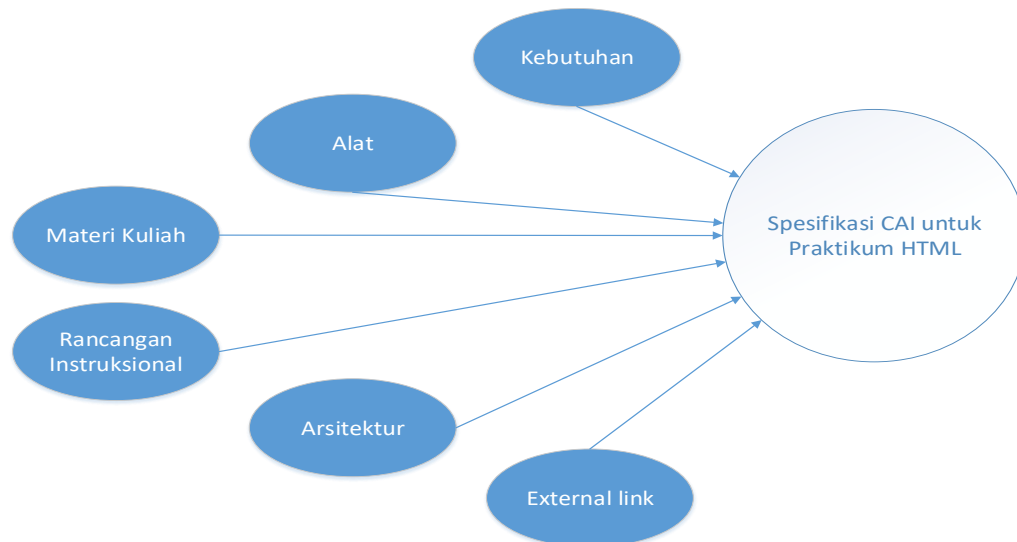 Kebutuhan
Alat
Materi Kuliah
Spesifikasi CAI untuk
Praktikum HTML
Rancangan
Instruksional
Arsitektur
External link